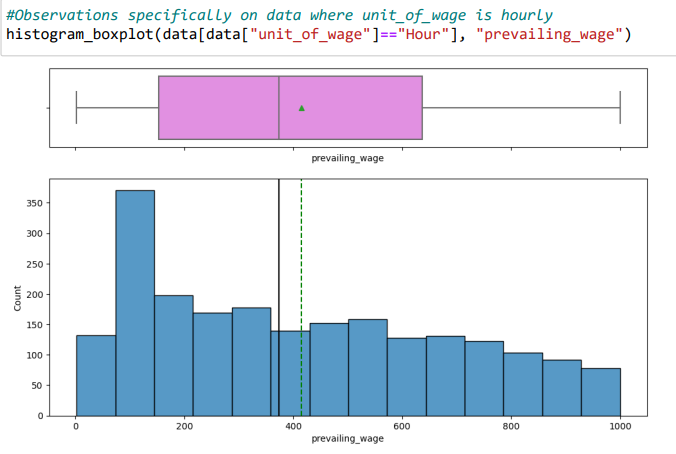 #Observations specifically on data where unit_of_wage is hourly
histogram_boxplot(data[data["unit_of_wage"]=="Hour"], "prevailing_wage")
prevailing_wage
350
300
250
200
150
100
50
0
Count
0 200 400 600 800 1000
prevailing_wage